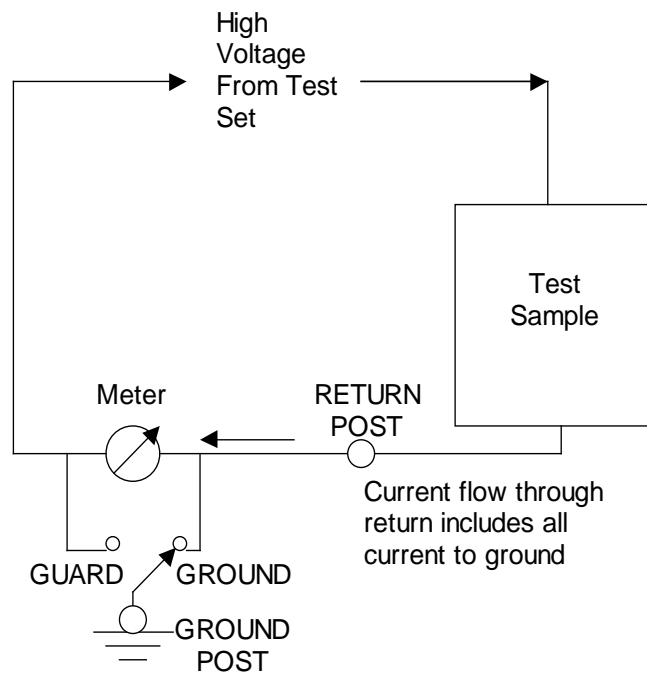 High
Voltage
From Test
Set
Test
Sample
Meter
RETURN
POST
Current flow through
return includes all
current to ground
GUARD
GROUND
GROUND
POST